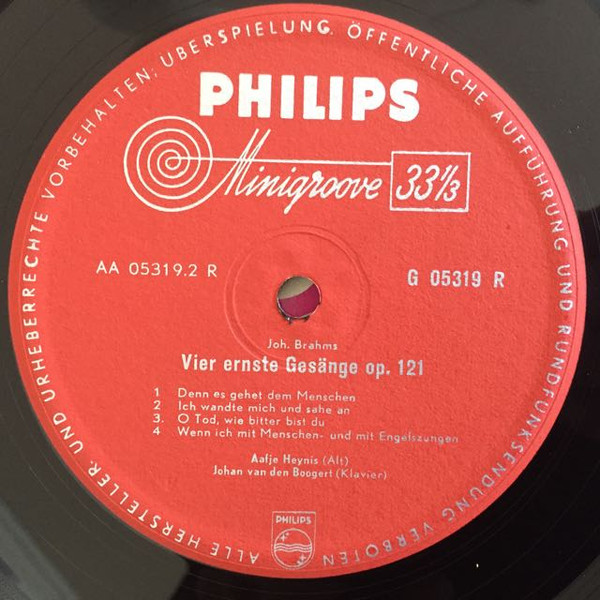 ALLE HERSTELLER- UND URHEBERRECHTE VORBEHALTEN; ÜBERSPIELUNG. ÖFFENTLICHE AUFFÜHRUNG UND RUNDFUNKSENDUNG VERBOTEN
PHILIPS
Minigroove 33⅓
AA 05319.2 R
G 05319 R
Joh. Brahms
Vier ernste Gesänge op. 121
1 Denn es gehet dem Menschen
2 Ich wandte mich und sahe an
3. O Tod, wie bitter bist du
4 Wenn ich mit Menschen- und mit Engelszungen
Aafje Heynis (Alt)
Johan van den Boogert (Klavier)
PHILIPS